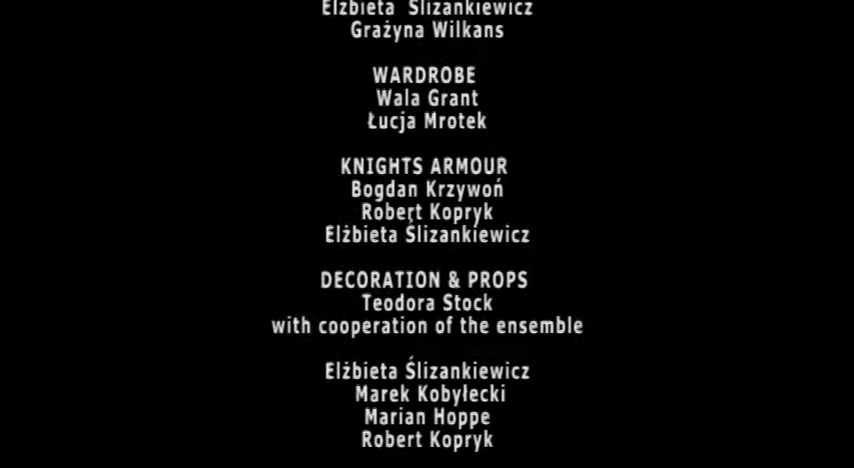 Elżbieta Ślizankiewicz
Grażyna Wilkans
WARDROBE
Wala Grant
Łucja Mrotek
KNIGHTS ARMOUR
Bogdan Krzywoń
Robert Kopryk
Elżbieta Ślizankiewicz
DECORATION & PROPS
Teodora Stock
with cooperation of the ensemble
Elżbieta Ślizankiewicz
Marek Kobyłecki
Marian Hoppe
Robert Kopryk